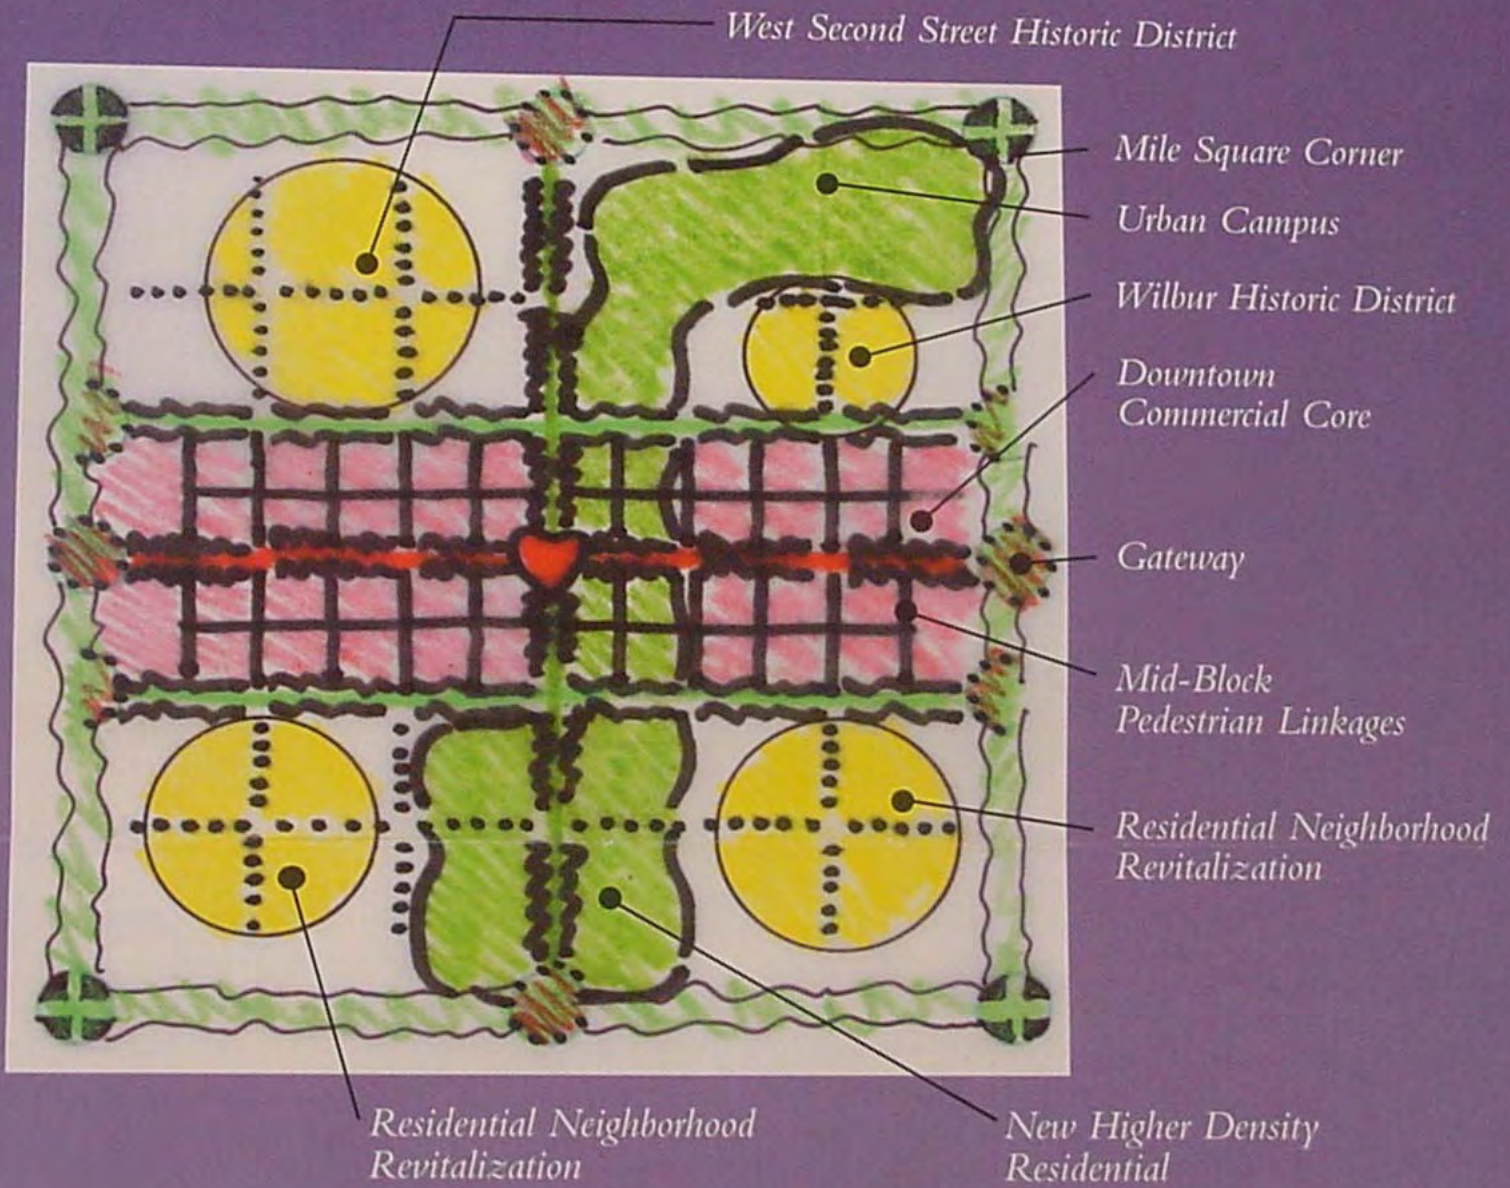 West Second Street Historic District
Mile Square Corner
Urban Campus
Wilbur Historic District
Downtown
Commercial Core
Gateway
Mid-Block
Pedestrian Linkages
Residential Neighborhood
Revitalization
Residential Neighborhood
Revitalization
New Higher Density
Residential